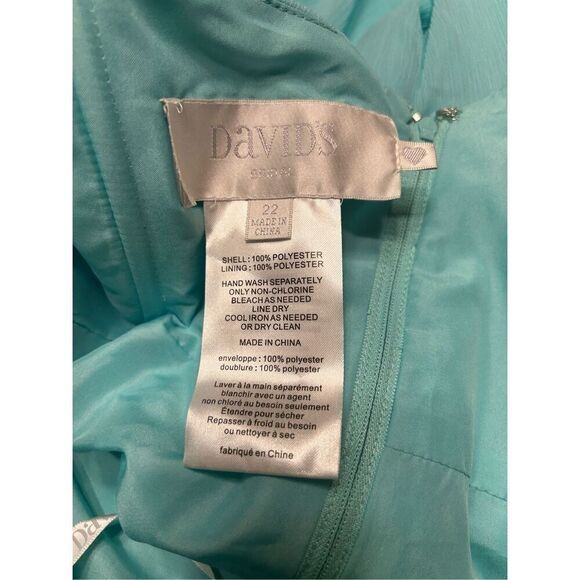 DaVID'S
22
MADE IN
CHINA
SHELL : 100% POLYESTER
LINING : 100% POLYESTER
HAND WASH SEPARATELY
ONLY NON-CHLORINE
BLEACH AS NEEDED
LINE DRY
COOL IRON AS NEEDED
OR DRY CLEAN
MADE IN CHINA
enveloppe : 100% polyester
doublure : 100% polyester
Laver à la main séparément
blanchir avec un agent
non chloré au besoin seulement
Étendre pour sécher
Repasser à froid au besoin
ou nettoyer à sec
fabriqué en Chine
Davi